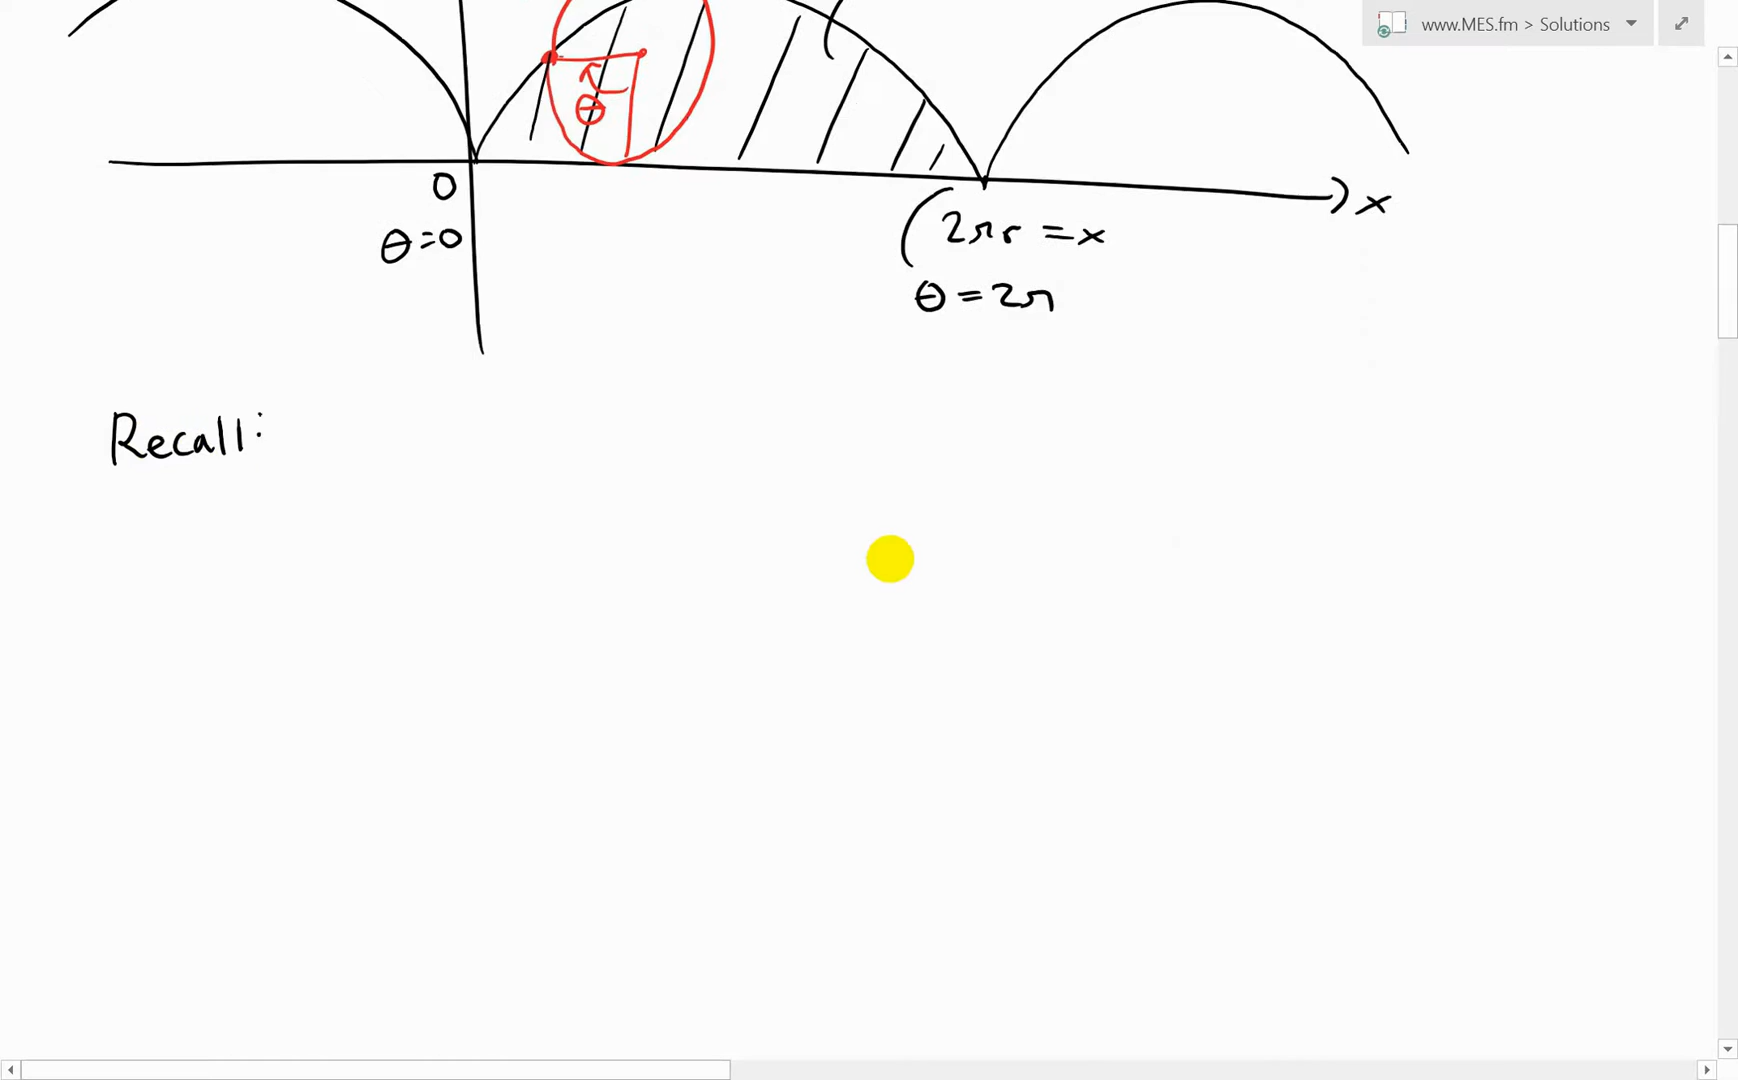 www.MES.fm > Solutions
θ
0
x
θ=0
2πr = x
θ = 2π
Recall: